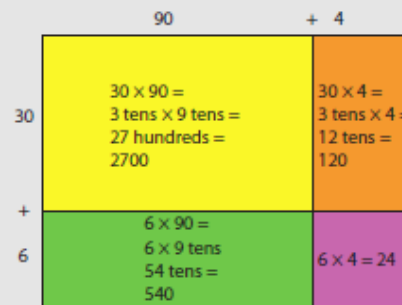 90 + 4
30
30 × 90 =
3 tens × 9 tens =
27 hundreds =
2700
30 × 4 =
3 tens × 4 =
12 tens =
120
+
6
6 × 90 =
6 × 9 tens
54 tens =
540
6 × 4 = 24